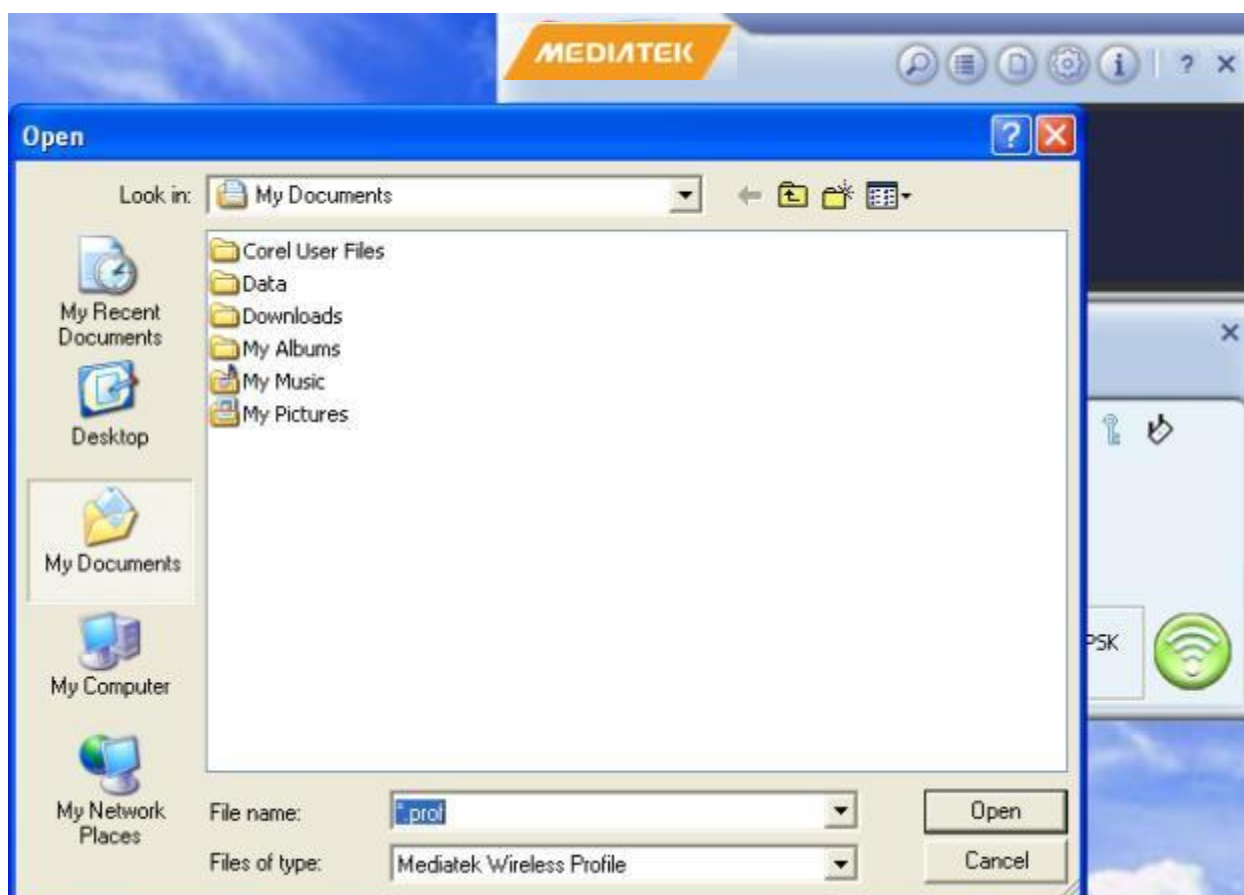 MEDIATEK
? ×
Open
Look in: My Documents
Corel User Files
Data
Downloads
My Albums
My Music
My Pictures
My Recent
Documents
Desktop
My Documents
My Computer
My Network
Places
PSK
File name: *.prof Open
Files of type: Mediatek Wireless Profile Cancel